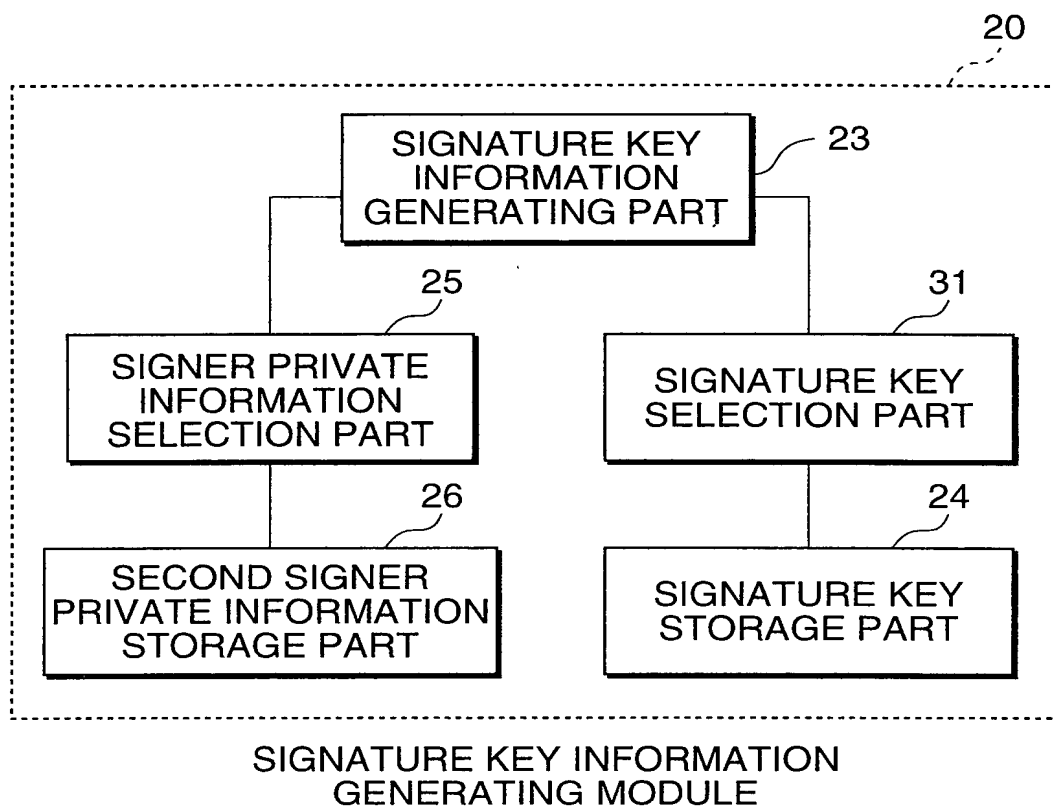 20
SIGNATURE KEY
INFORMATION
GENERATING PART
23
25
SIGNER PRIVATE
INFORMATION
SELECTION PART
31
SIGNATURE KEY
SELECTION PART
26
SECOND SIGNER
PRIVATE INFORMATION
STORAGE PART
24
SIGNATURE KEY
STORAGE PART
SIGNATURE KEY INFORMATION
GENERATING MODULE